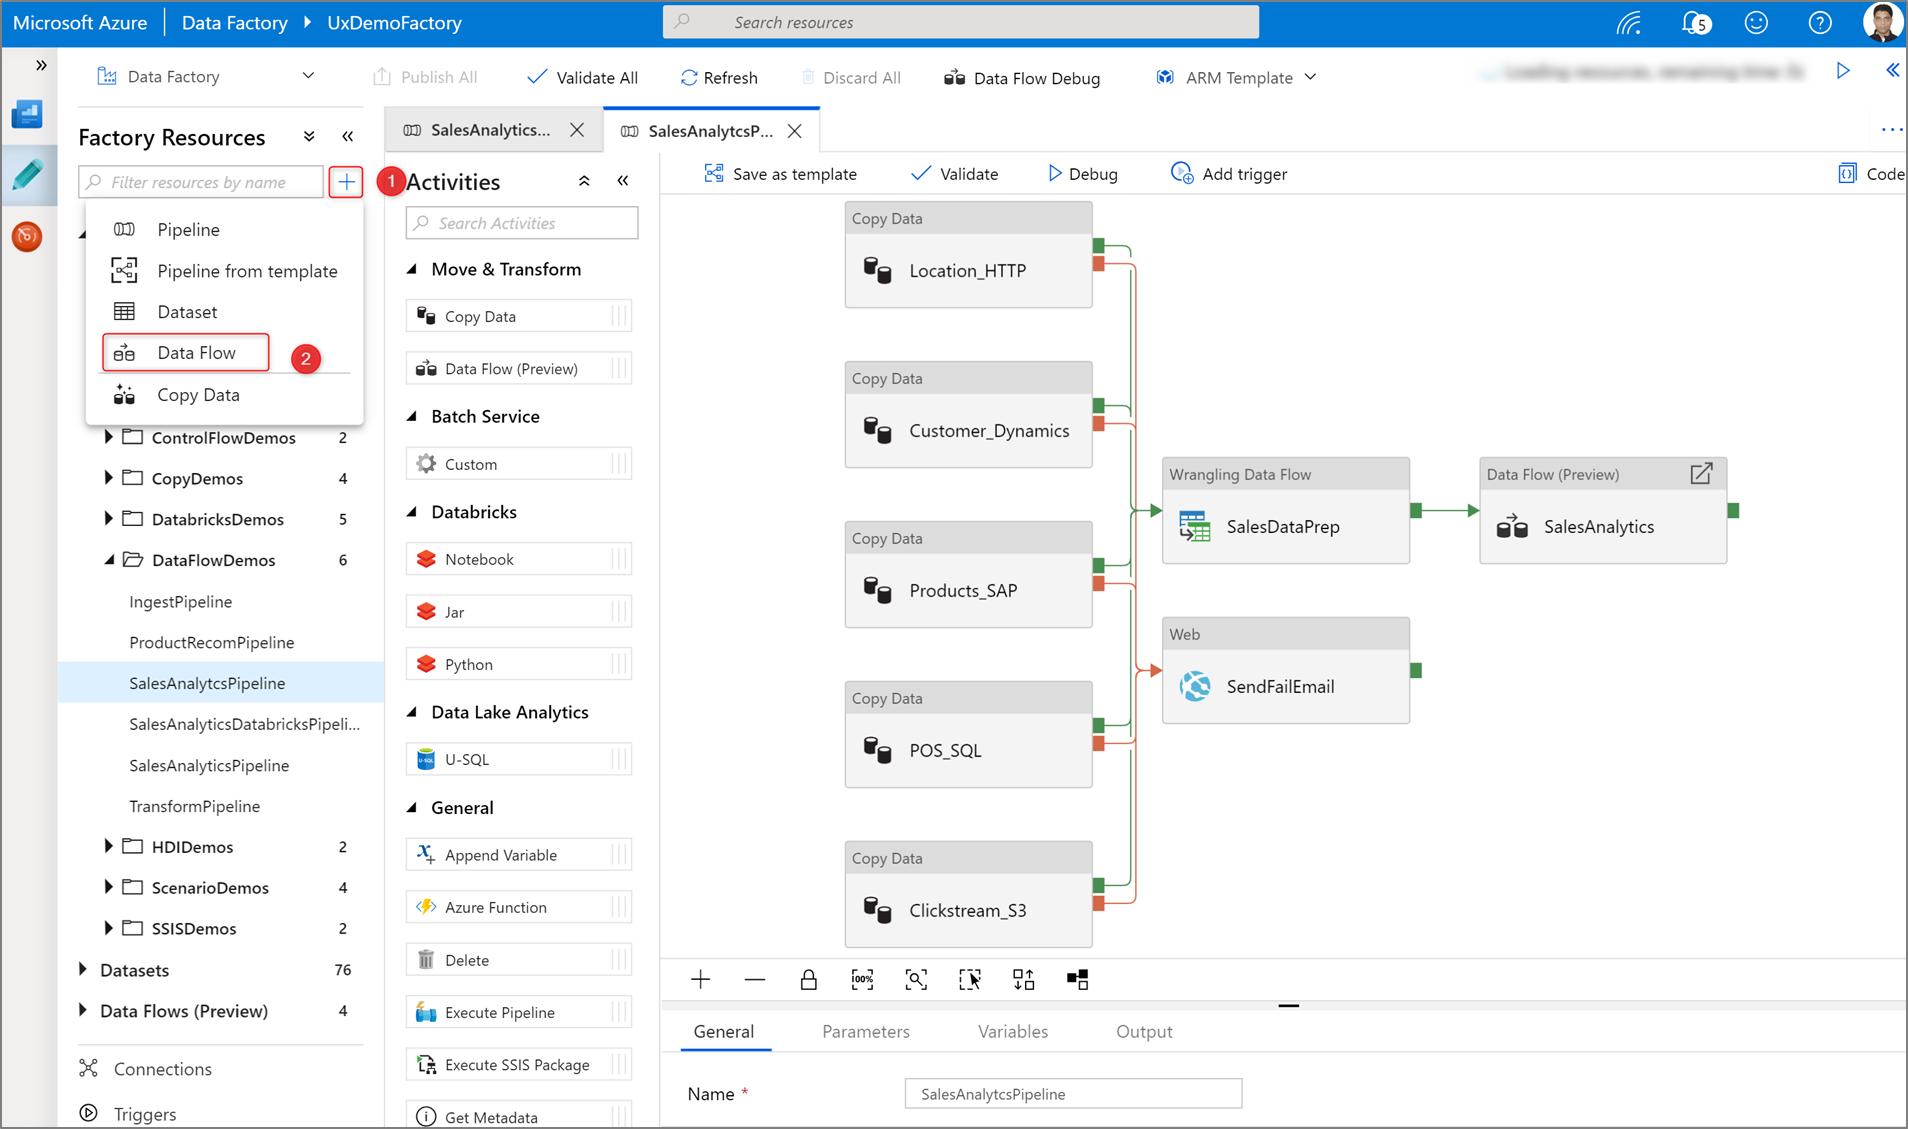 Microsoft Azure
Data Factory
UxDemoFactory
Search resources
5
Data Factory
Publish All
Validate All
Refresh
Discard All
Data Flow Debug
ARM Template
Factory Resources
Filter resources by name
1
Pipeline
Pipeline from template
Dataset
Data Flow
2
Copy Data
ControlFlowDemos 2
CopyDemos 4
DatabricksDemos 5
DataFlowDemos 6
IngestPipeline
ProductRecomPipeline
SalesAnalytcsPipeline
SalesAnalyticsDatabricksPipeli...
SalesAnalyticsPipeline
TransformPipeline
HDIDemos 2
ScenarioDemos 4
SSISDemos 2
Datasets 76
Data Flows (Preview) 4
Connections
Triggers
SalesAnalytics...
SalesAnalytcsP...
Activities
Search Activities
Move & Transform
Copy Data
Data Flow (Preview)
Batch Service
Custom
Databricks
Notebook
Jar
Python
Data Lake Analytics
U-SQL
General
Append Variable
Azure Function
Delete
Execute Pipeline
Execute SSIS Package
Get Metadata
Save as template
Validate
Debug
Add trigger
Code
Copy Data
Location_HTTP
Copy Data
Customer_Dynamics
Copy Data
Products_SAP
Copy Data
POS_SQL
Copy Data
Clickstream_S3
Wrangling Data Flow
SalesDataPrep
Data Flow (Preview)
SalesAnalytics
Web
SendFailEmail
100%
General
Parameters
Variables
Output
Name *
SalesAnalytcsPipeline